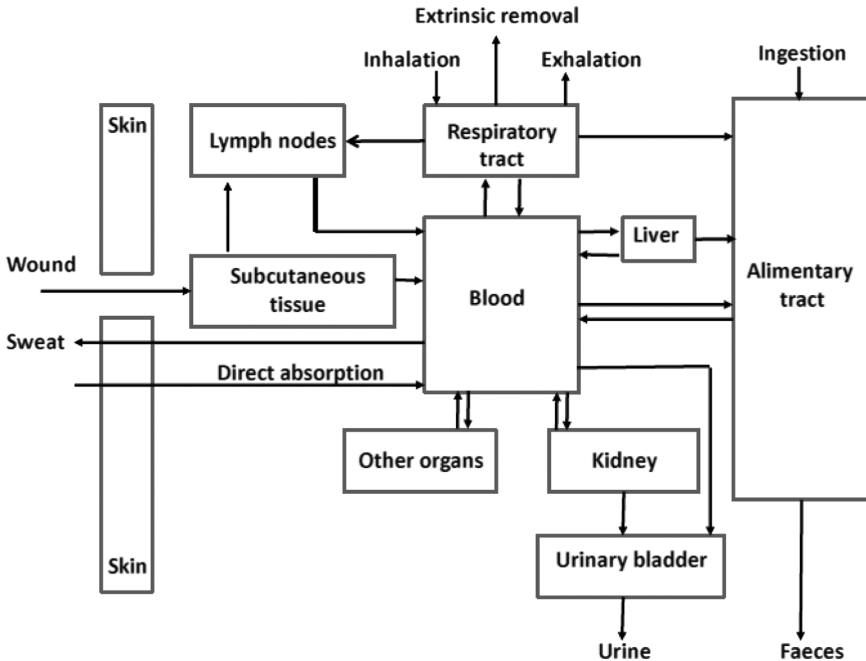 Extrinsic removal
Inhalation
Exhalation
Ingestion
Skin
Lymph nodes
Respiratory
tract
Liver
Wound
Subcutaneous
tissue
Blood
Alimentary
tract
Sweat
Direct absorption
Other organs
Kidney
Skin
Urinary bladder
Urine
Faeces